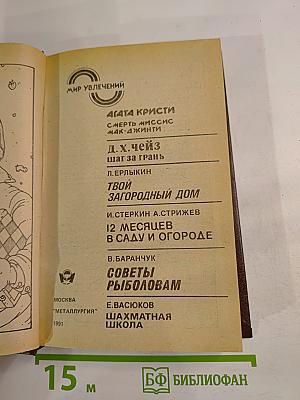 МИР УВЛЕЧЕНИЙ
АГАТА КРИСТИ
СМЕРТЬ МИССИС
МАК-ДЖИНТИ
Д.Х.ЧЕЙЗ
ШАГ ЗА ГРАНЬ
Л.ЕРЛЫКИН
ТВОЙ
ЗАГОРОДНЫЙ ДОМ
И.СТЕРКИН А.СТРИЖЕВ
12 МЕСЯЦЕВ
В САДУ И ОГОРОДЕ
В.БАРАНЧУК
СОВЕТЫ
РЫБОЛОВАМ
Е.ВАСЮКОВ
ШАХМАТНАЯ
ШКОЛА
МОСКВА
"МЕТАЛЛУРГИЯ"
1991
15 м
БФ БИБЛИОФАН